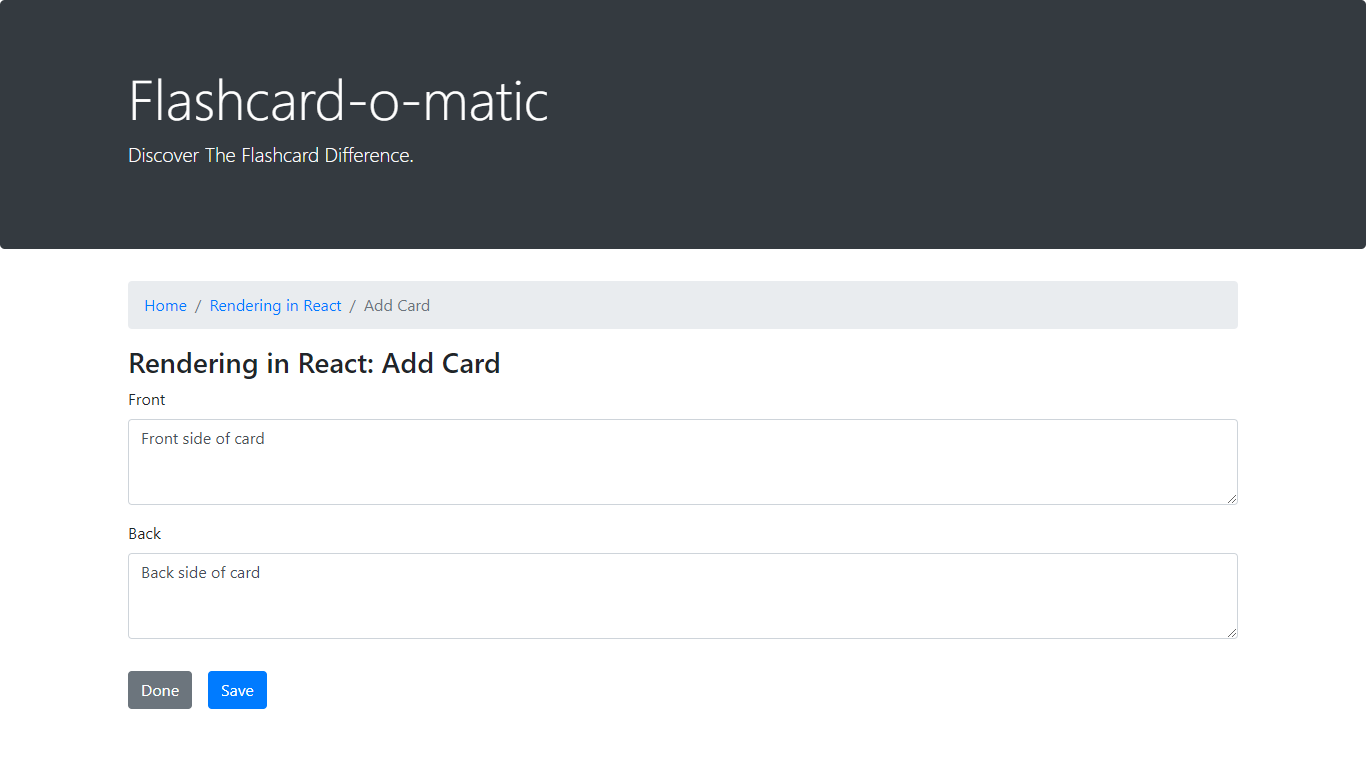 Flashcard-o-matic
Discover The Flashcard Difference.
Home / Rendering in React / Add Card
Rendering in React: Add Card
Front
Front side of card
Back
Back side of card
Done Save